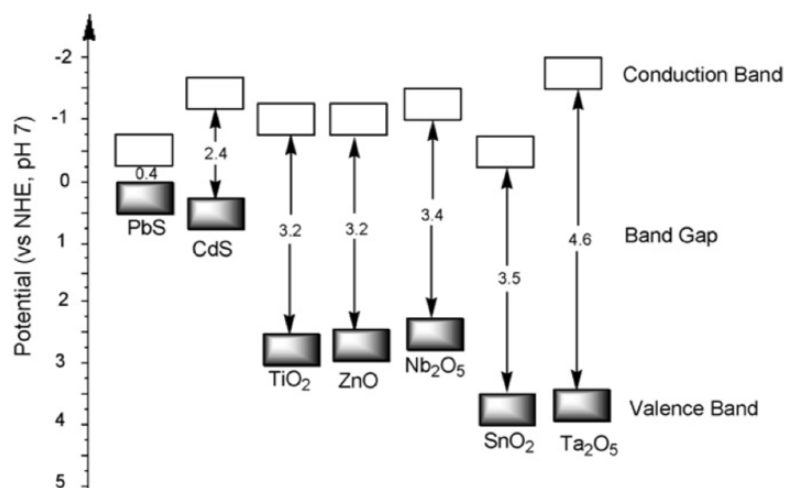 Potential (vs NHE, pH 7)
-2
-1
0
1
2
3
4
5
Conduction Band
Band Gap
Valence Band
0.4
PbS
2.4
CdS
3.2
TiO₂
3.2
ZnO
3.4
Nb₂O₅
3.5
SnO₂
4.6
Ta₂O₅